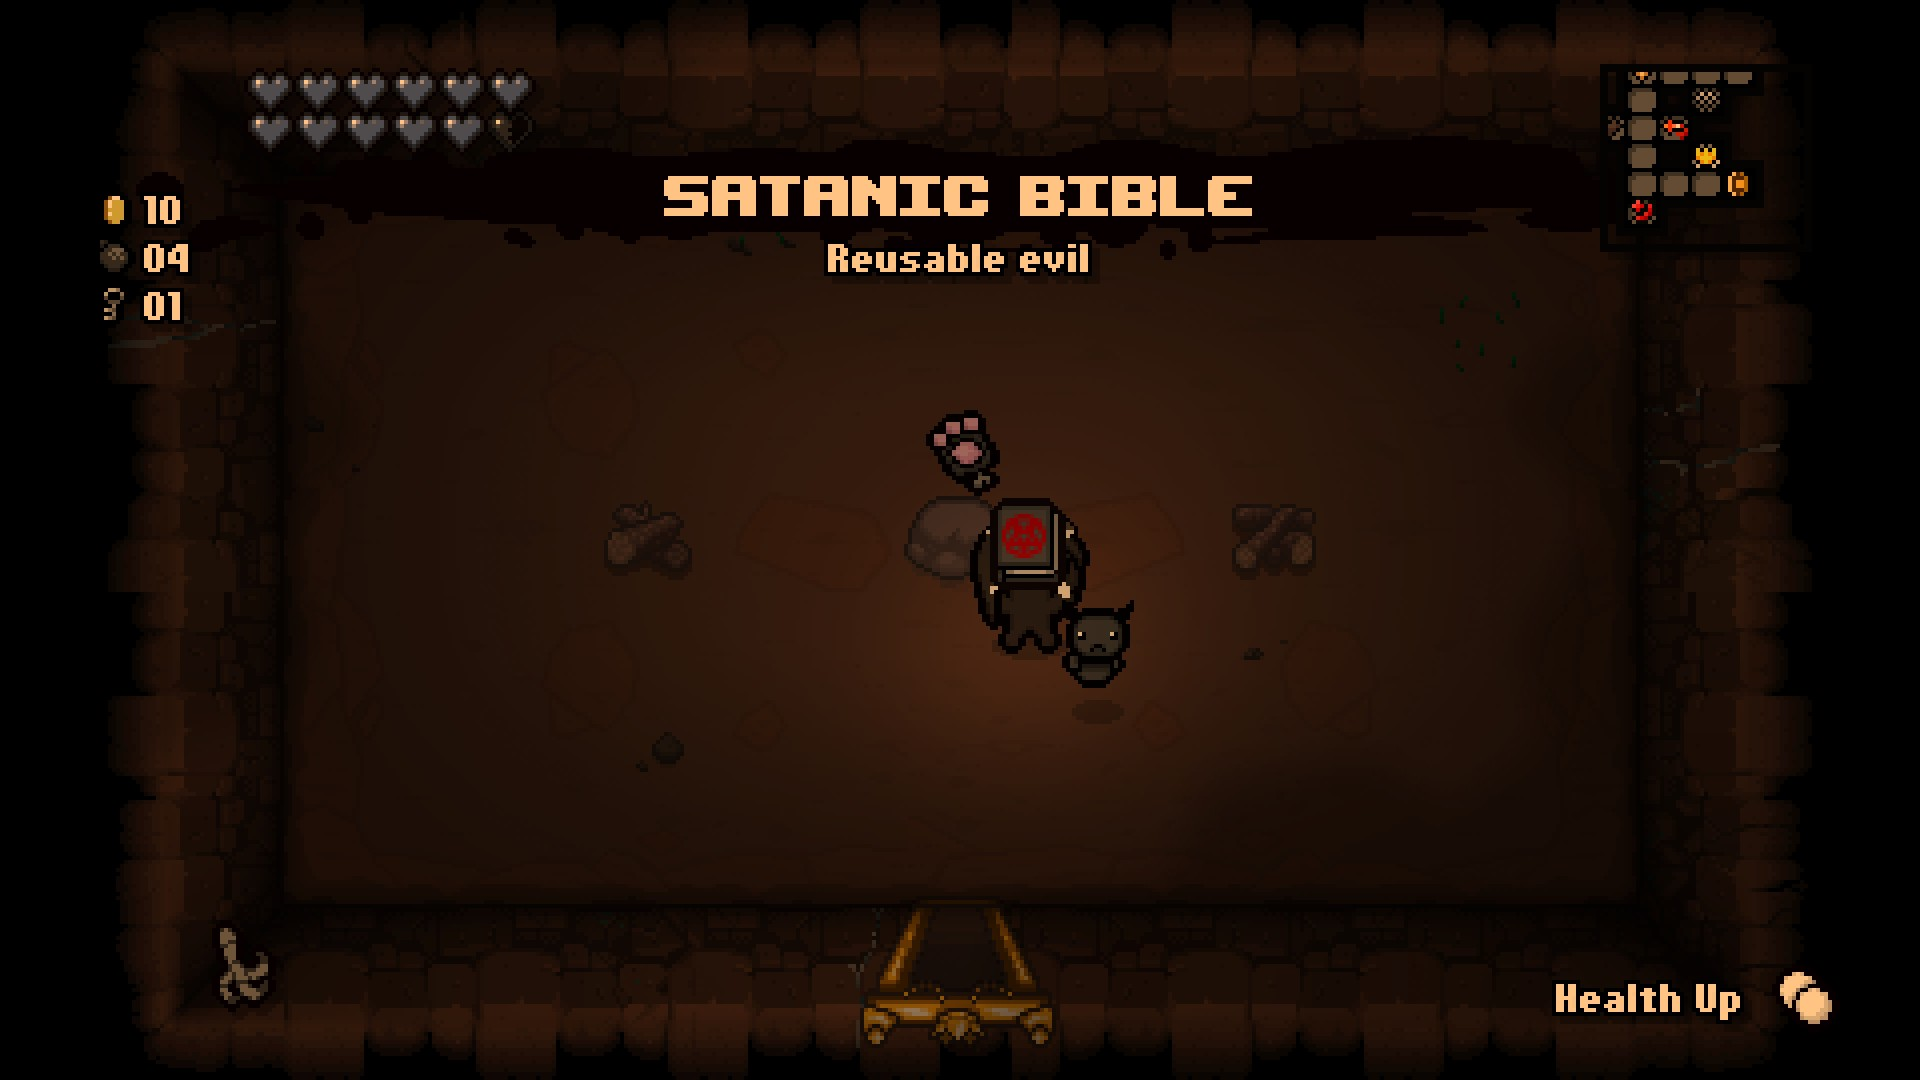 10
04
01
SATANIC BIBLE
Reusable evil
Health Up